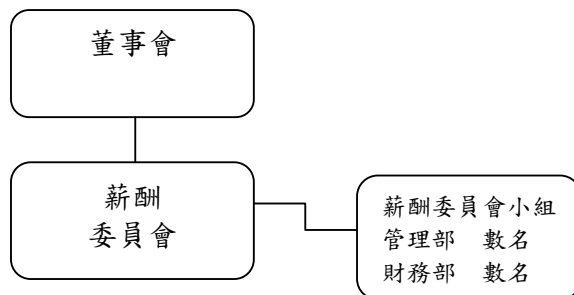 董事會
薪酬
委員會
薪酬委員會小組
管理部 數名
財務部 數名